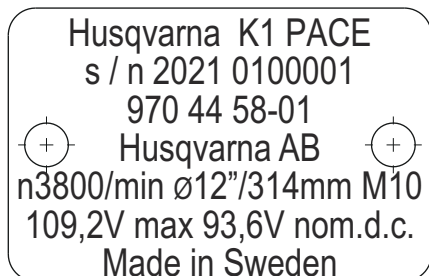 Husqvarna K1 PACE
s / n 2021 0100001
970 44 58-01
Husqvarna AB
n3800/min ø12”/314mm M10
109,2V max 93,6V nom.d.c.
Made in Sweden